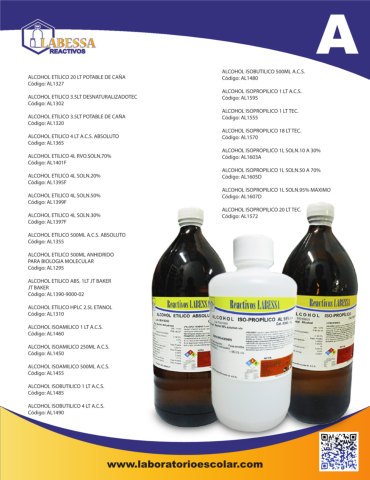 LABESSA
REACTIVOS
A
ALCOHOL ETILICO 20 LT POTABLE DE CAÑA
Código: AL1327
ALCOHOL ETILICO 3.5LT DESNATURALIZADOTEC
Código: AL1302
ALCOHOL ETILICO 3.5LT POTABLE DE CAÑA
Código: AL1320
ALCOHOL ETILICO 4 LT A.C.S. ABSOLUTO
Código: AL1365
ALCOHOL ETILICO 4L RVO.SOLN.70%
Código: AL1401F
ALCOHOL ETILICO 4L SOLN.20%
Código: AL1395F
ALCOHOL ETILICO 4L SOLN.50%
Código: AL1399F
ALCOHOL ETILICO 4L SOLN.30%
Código: AL1397F
ALCOHOL ETILICO 500ML A.C.S. ABSOLUTO
Código: AL1355
ALCOHOL ETILICO 500ML ANHIDRIDO
PARA BIOLOGIA MOLECULAR
Código: AL1295
ALCOHOL ETILICO ABS. 1LT JT BAKER
JT BAKER
Código: AL1390-9000-02
ALCOHOL ETILICO HPLC 2.5L ETANOL
Código: AL1310
ALCOHOL ISOAMILICO 1 LT A.C.S.
Código: AL1460
ALCOHOL ISOAMILICO 250ML A.C.S.
Código: AL1450
ALCOHOL ISOAMILICO 500ML A.C.S.
Código: AL1455
ALCOHOL ISOBUTILICO 1 LT A.C.S.
Código: AL1485
ALCOHOL ISOBUTILICO 4 LT A.C.S.
Código: AL1490
ALCOHOL ISOBUTILICO 500ML A.C.S.
Código: AL1480
ALCOHOL ISOPROPILICO 1 LT A.C.S.
Código: AL1595
ALCOHOL ISOPROPILICO 1 LT TEC.
Código: AL1555
ALCOHOL ISOPROPILICO 18 LT TEC.
Código: AL1570
ALCOHOL ISOPROPILICO 1L SOLN.10 A 30%
Código: AL1603A
ALCOHOL ISOPROPILICO 1L SOLN.50 A 70%
Código: AL1605D
ALCOHOL ISOPROPILICO 1L SOLN.95% MAXIMO
Código: AL1607D
ALCOHOL ISOPROPILICO 20 LT TEC.
Código: AL1572
Reactivos LABESSA
ALCOHOL ETILICO ABSOLU
Reactivos LABESSA
ALCOHOL ISO-PROPÍLICO AL
Reactivos LABESSA
ALCOHOL ISO-PROPILICO
www.laboratorioescolar.com